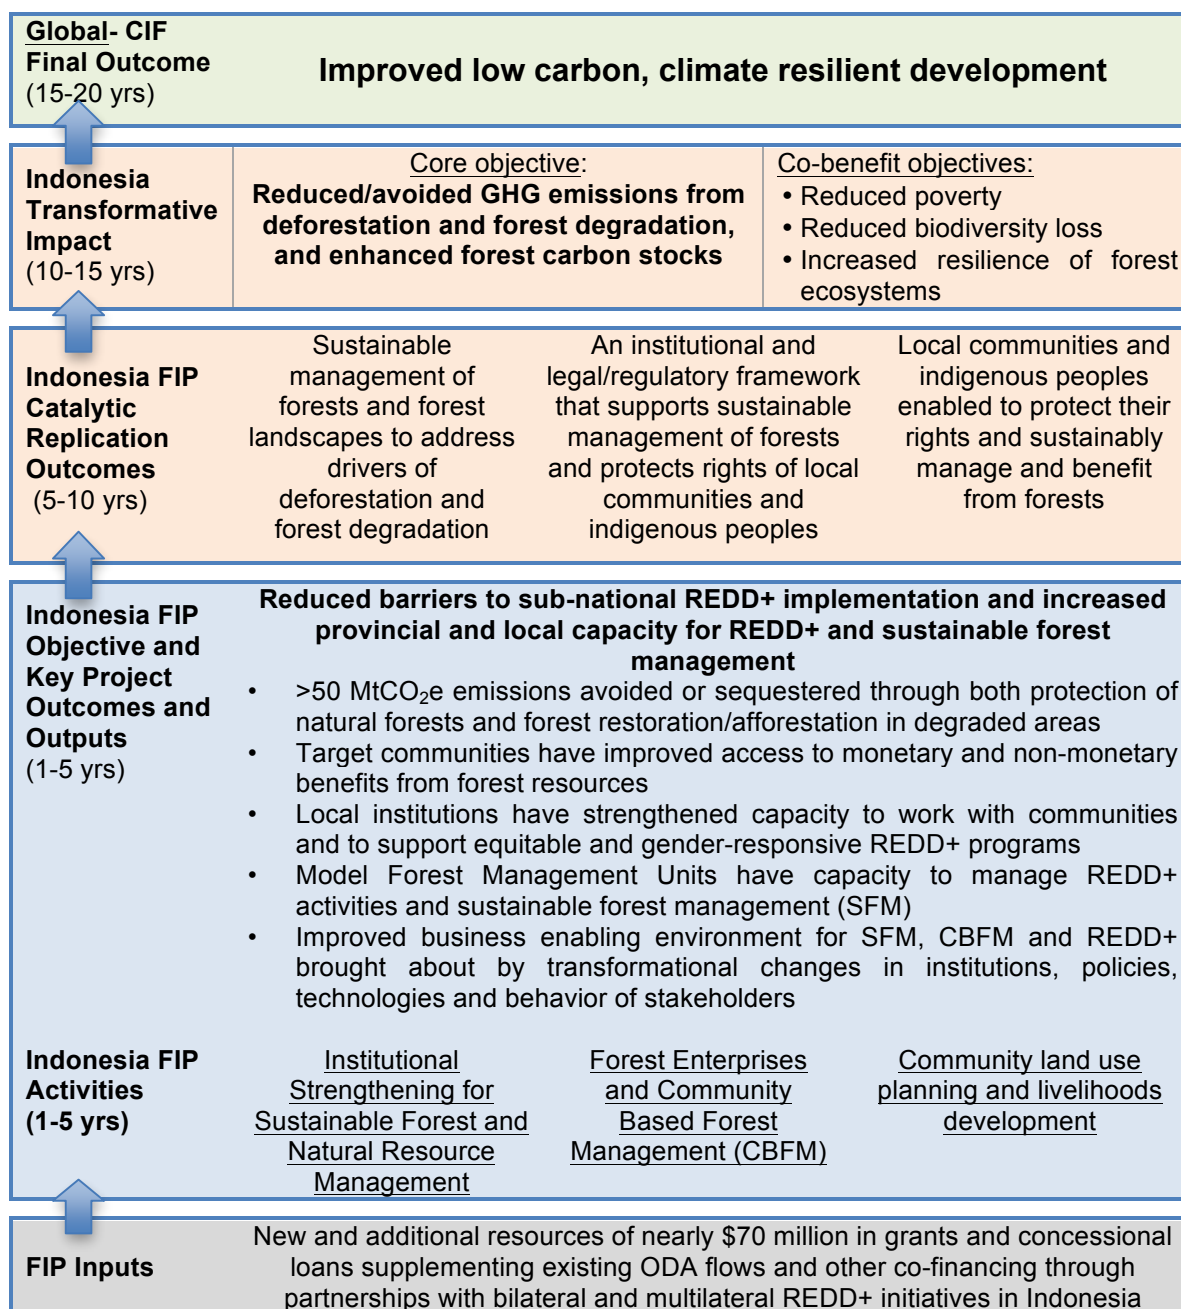 Global- CIF
Final Outcome
(15-20 yrs)
Improved low carbon, climate resilient development
Indonesia
Transformative
Impact
(10-15 yrs)
Core objective:
Reduced/avoided GHG emissions from
deforestation and forest degradation,
and enhanced forest carbon stocks
Co-benefit objectives:
• Reduced poverty
• Reduced biodiversity loss
• Increased resilience of forest
ecosystems
Indonesia FIP
Catalytic
Replication
Outcomes
(5-10 yrs)
Sustainable
management of
forests and forest
landscapes to address
drivers of
deforestation and
forest degradation
An institutional and
legal/regulatory framework
that supports sustainable
management of forests
and protects rights of local
communities and
indigenous peoples
Local communities and
indigenous peoples
enabled to protect their
rights and sustainably
manage and benefit
from forests
Indonesia FIP
Objective and
Key Project
Outcomes and
Outputs
(1-5 yrs)
Reduced barriers to sub-national REDD+ implementation and increased
provincial and local capacity for REDD+ and sustainable forest
management
• >50 MtCO₂e emissions avoided or sequestered through both protection of
natural forests and forest restoration/afforestation in degraded areas
• Target communities have improved access to monetary and non-monetary
benefits from forest resources
• Local institutions have strengthened capacity to work with communities
and to support equitable and gender-responsive REDD+ programs
• Model Forest Management Units have capacity to manage REDD+
activities and sustainable forest management (SFM)
• Improved business enabling environment for SFM, CBFM and REDD+
brought about by transformational changes in institutions, policies,
technologies and behavior of stakeholders
Indonesia FIP
Activities
(1-5 yrs)
Institutional
Strengthening for
Sustainable Forest and
Natural Resource
Management
Forest Enterprises
and Community
Based Forest
Management (CBFM)
Community land use
planning and livelihoods
development
FIP Inputs
New and additional resources of nearly $70 million in grants and concessional
loans supplementing existing ODA flows and other co-financing through
partnerships with bilateral and multilateral REDD+ initiatives in Indonesia